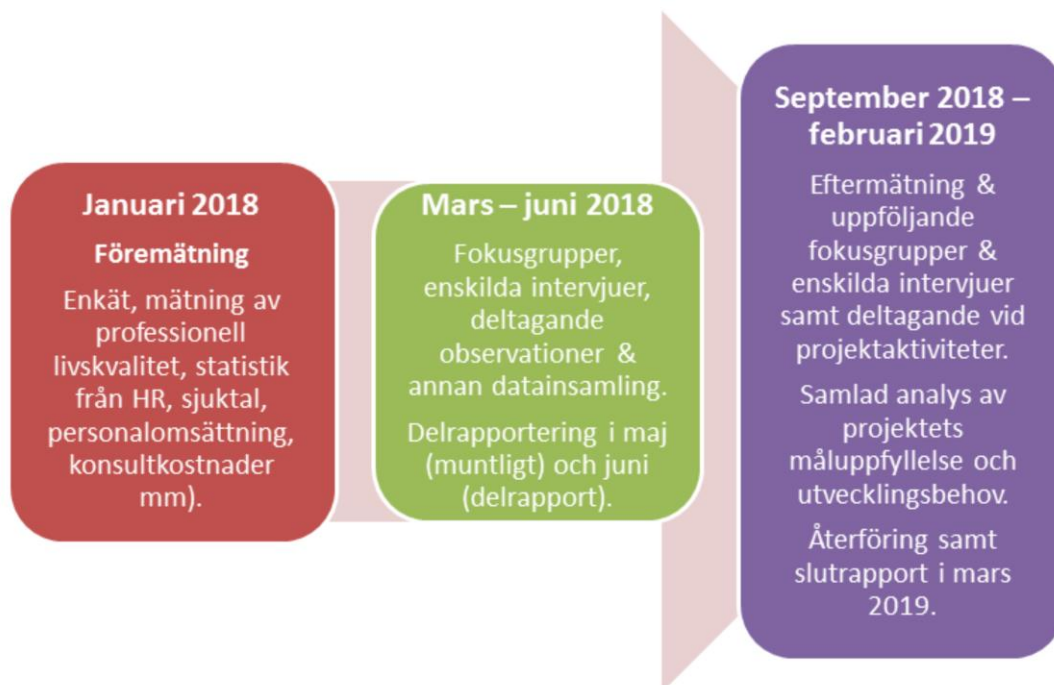 Januari 2018
Föremätning
Enkät, mätning av
professionell
livskvalitet, statistik
från HR, sjuktal,
personalomsättning,
konsultkostnader
mm).
Mars – juni 2018
Fokusgrupper,
enskilda intervjuer,
deltagande
observationer &
annan datainsamling.
Delrapportering i maj
(muntligt) och juni
(delrapport).
September 2018 –
februari 2019
Eftermätning &
uppföljande
fokusgrupper &
enskilda intervjuer
samt deltagande vid
projektaktiviteter.
Samlad analys av
projektets
måluppfyllelse och
utvecklingsbehov.
Återföring samt
slutrapport i mars
2019.